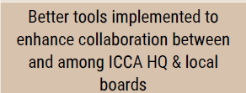 Better tools implemented to
enhance collaboration between
and among ICCA HQ & local
boards